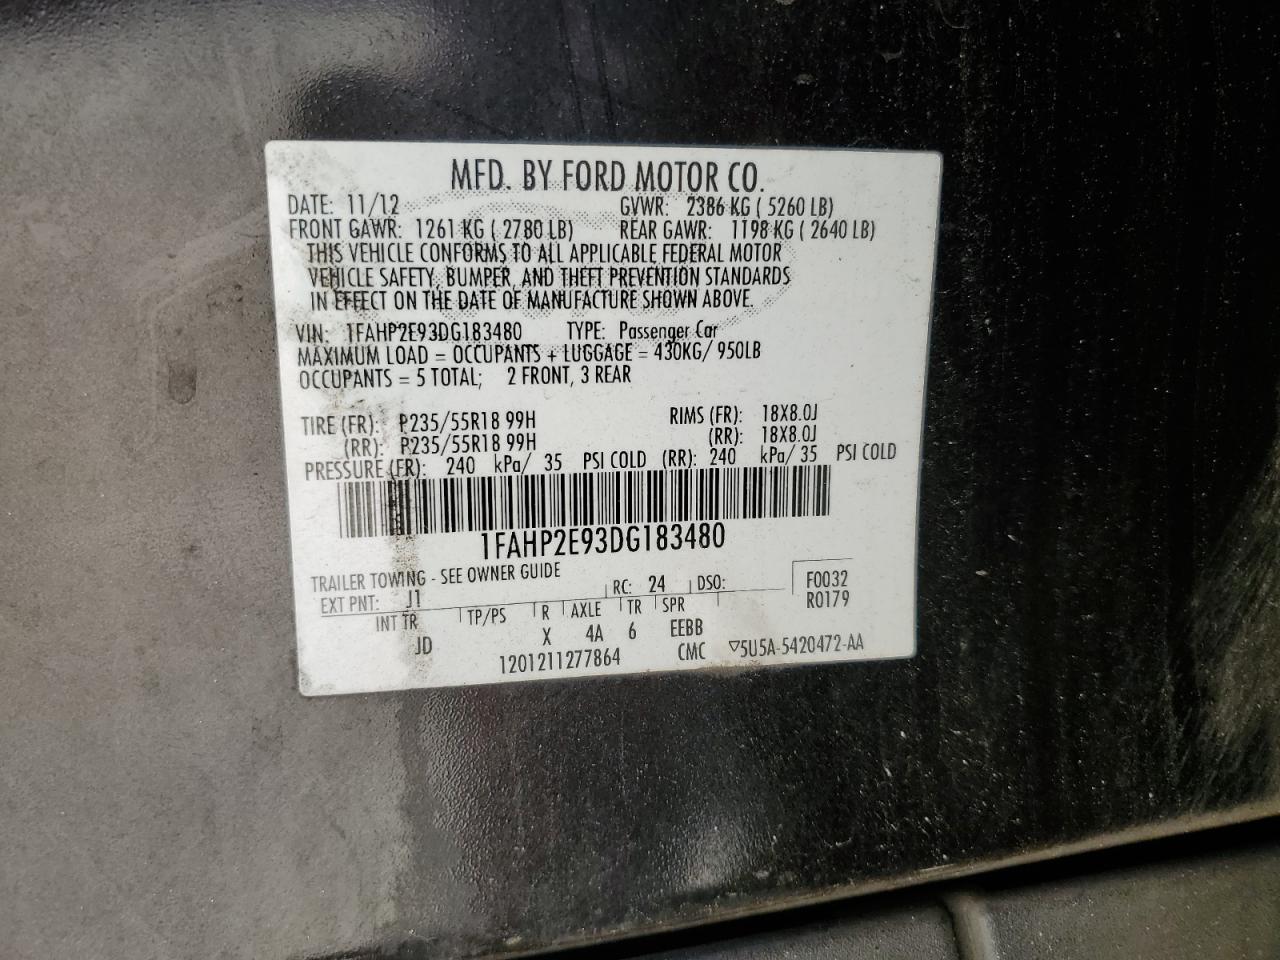 MFD. BY FORD MOTOR CO.
DATE: 11/12 GVWR: 2386 KG ( 5260 LB)
FRONT GAWR: 1261 KG ( 2780 LB) REAR GAWR: 1198 KG ( 2640 LB)
THIS VEHICLE CONFORMS TO ALL APPLICABLE FEDERAL MOTOR
VEHICLE SAFETY, BUMPER, AND THEFT PREVENTION STANDARDS
IN EFFECT ON THE DATE OF MANUFACTURE SHOWN ABOVE.
VIN: 1FAHP2E93DG183480 TYPE: Passenger Car
MAXIMUM LOAD = OCCUPANTS + LUGGAGE = 430KG/ 950LB
OCCUPANTS = 5 TOTAL; 2 FRONT, 3 REAR
TIRE (FR): P235/55R18 99H RIMS (FR): 18X8.0J
(RR): P235/55R18 99H (RR): 18X8.0J
PRESSURE (FR): 240 kPa/ 35 PSI COLD (RR): 240 kPa/ 35 PSI COLD
1FAHP2E93DG183480
TRAILER TOWING - SEE OWNER GUIDE
EXT PNT: J1 RC: 24 DSO: F0032
R0179
INT TR TP/PS R AXLE TR SPR
JD X 4A 6 EEBB
1201211277864 CMC ▽5U5A-5420472-AA